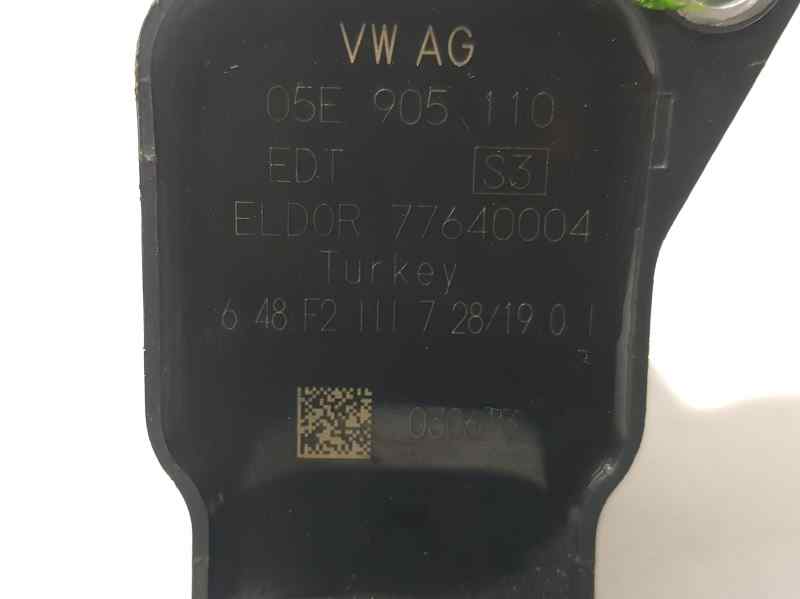 VW AG
05E 905 110
EDT S3
ELDOR 77640004
Turkey
6 48 F2 111 7 28/19 0 1